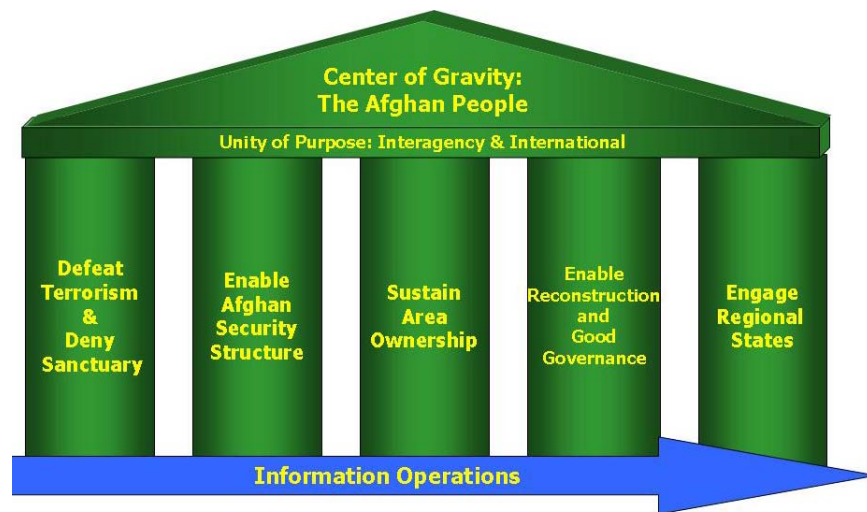 Center of Gravity:
The Afghan People
Unity of Purpose: Interagency & International
Defeat
Terrorism
&
Deny
Sanctuary
Enable
Afghan
Security
Structure
Sustain
Area
Ownership
Enable
Reconstruction
and
Good
Governance
Engage
Regional
States
Information Operations